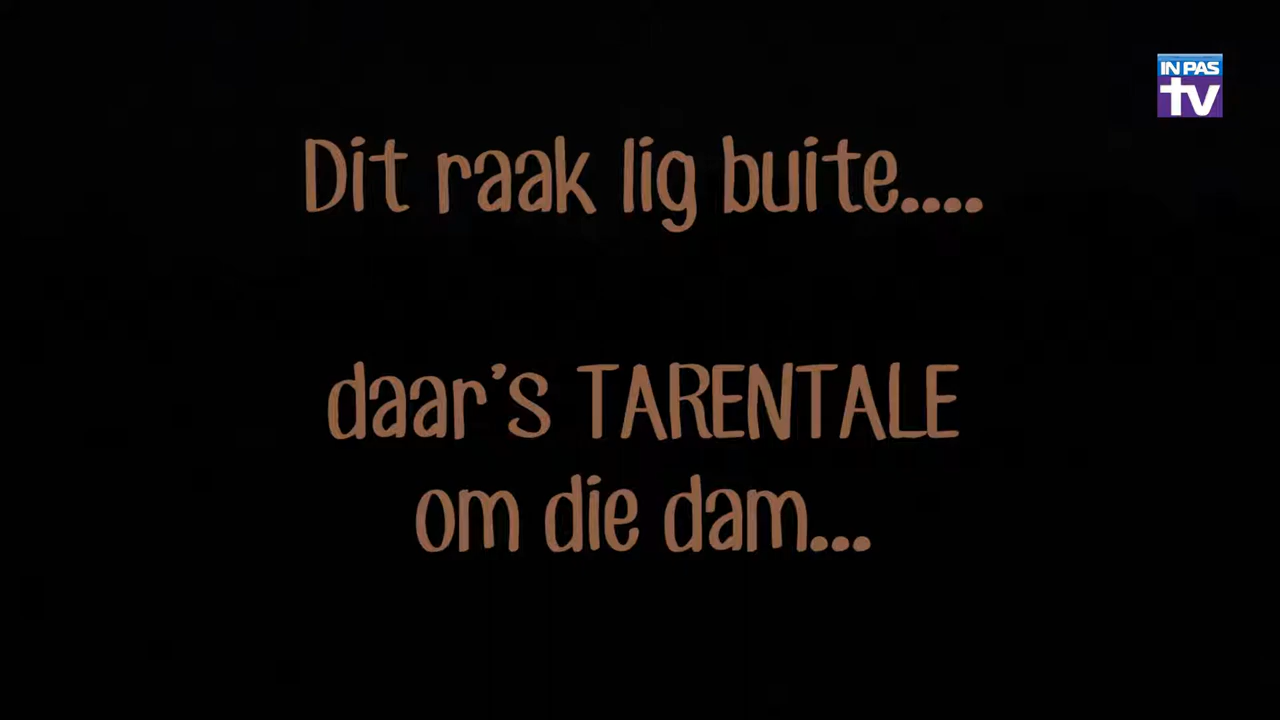 IN PAS
tv
Dit raak lig buite....
daar's TARENTALE
om die dam...